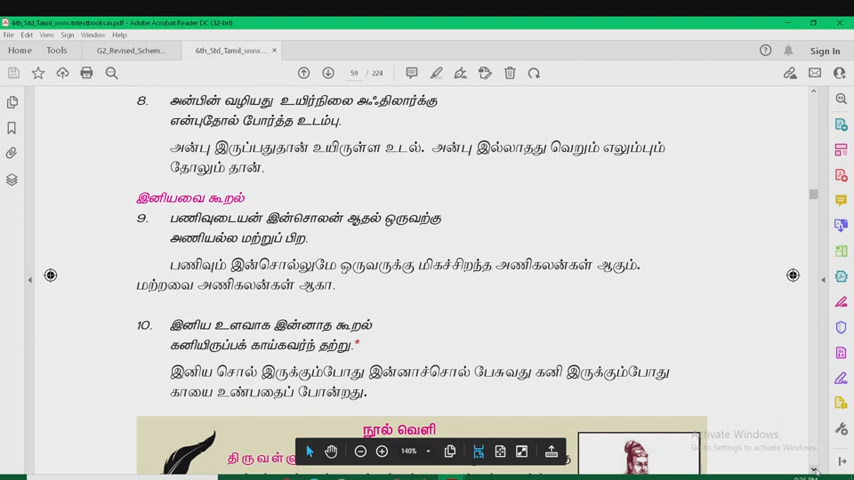 6th_Std_Tamil_www.tntextbooks.in.pdf - Adobe Acrobat Reader DC (32-bit)
File Edit View Sign Window Help
Home Tools G2_Revised_Schem... 6th_Std_Tamil_www.... × Sign In
59 / 224
8. அன்பின் வழியது உயிர்நிலை அஃதிலார்க்கு
என்புதோல் போர்த்த உடம்பு.
அன்பு இருப்பதுதான் உயிருள்ள உடல். அன்பு இல்லாதது வெறும் எலும்பும்
தோலும் தான்.
இனியவை கூறல்
9. பணிவுடையன் இன்சொலன் ஆதல் ஒருவற்கு
அணியல்ல மற்றுப் பிற.
பணிவும் இன்சொல்லுமே ஒருவருக்கு மிகச்சிறந்த அணிகலன்கள் ஆகும்.
மற்றவை அணிகலன்கள் ஆகா.
10. இனிய உளவாக இன்னாத கூறல்
கனியிருப்பக் காய்கவர்ந் தற்று.*
இனிய சொல் இருக்கும்போது இன்னாச்சொல் பேசுவது கனி இருக்கும்போது
காயை உண்பதைப் போன்றது.
நூல் வெளி
140%
Activate Windows
Go to Settings to activate Windows.